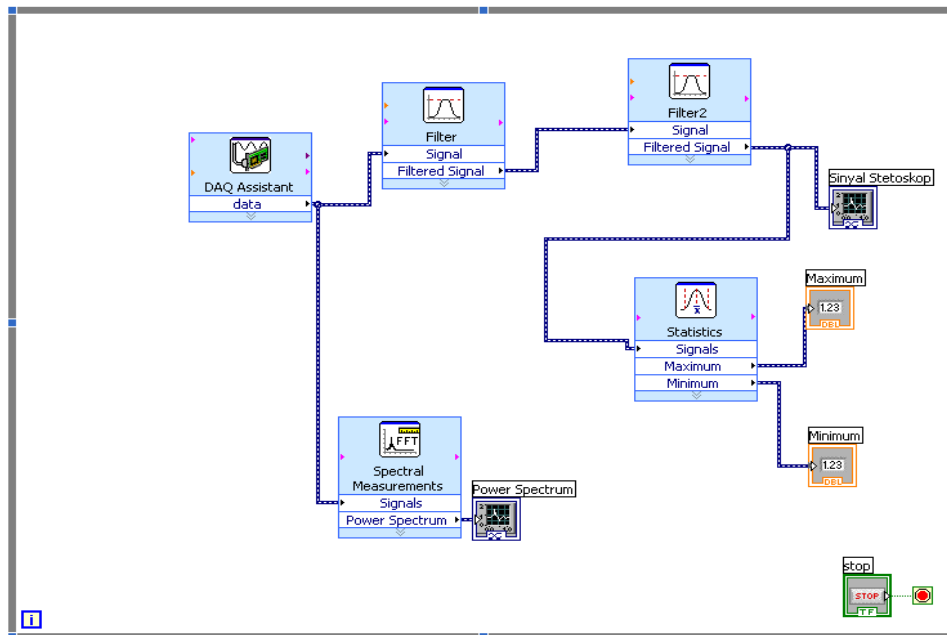 DAQ Assistant
data
Filter
Signal
Filtered Signal
Filter2
Signal
Filtered Signal
Sinyal Stetoskop
Statistics
Signals
Maximum
Minimum
Maximum
1.23
DBL
Minimum
1.23
DBL
FFT
Spectral
Measurements
Signals
Power Spectrum
Power Spectrum
stop
STOP
TF
i